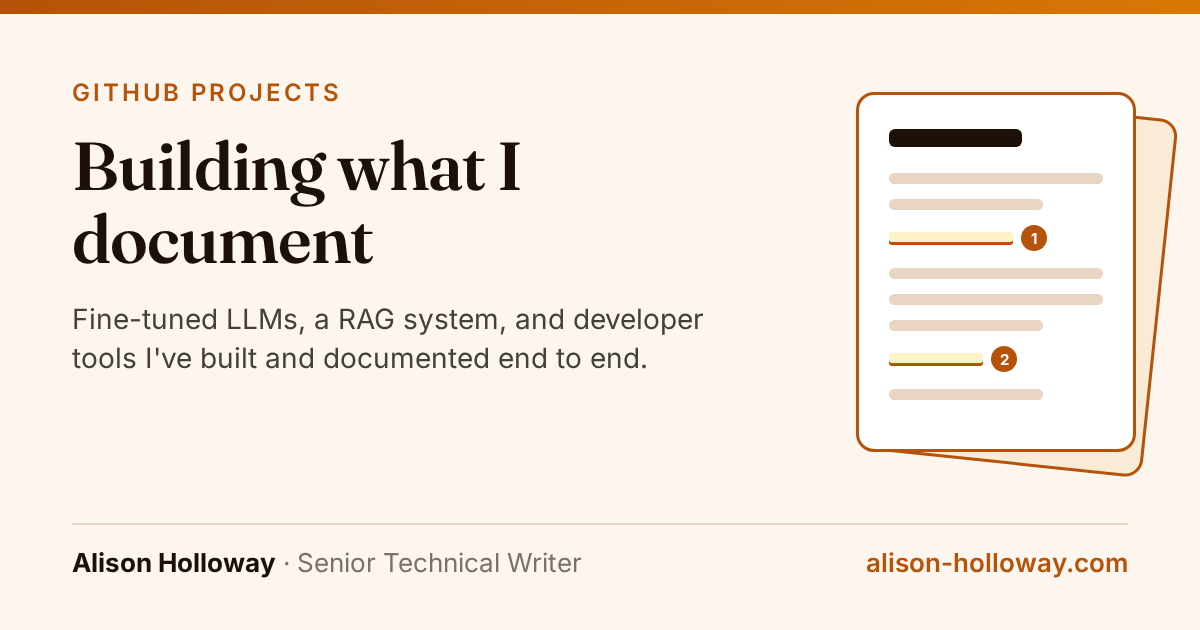 GITHUB PROJECTS
Building what I
document
Fine-tuned LLMs, a RAG system, and developer
tools I've built and documented end to end.
1
2
Alison Holloway · Senior Technical Writer
alison-holloway.com